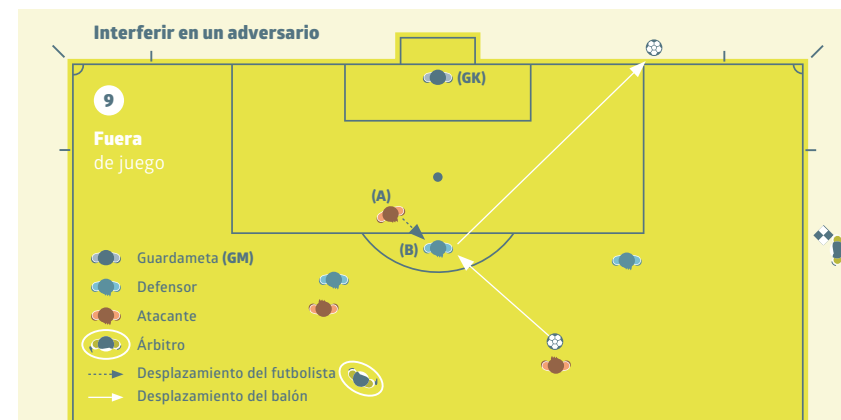 Interferir en un adversario
(GK)
9
Fuera
de juego
(A)
(B)
Guardameta (GM)
Defensor
Atacante
Árbitro
Desplazamiento del futbolista
Desplazamiento del balón